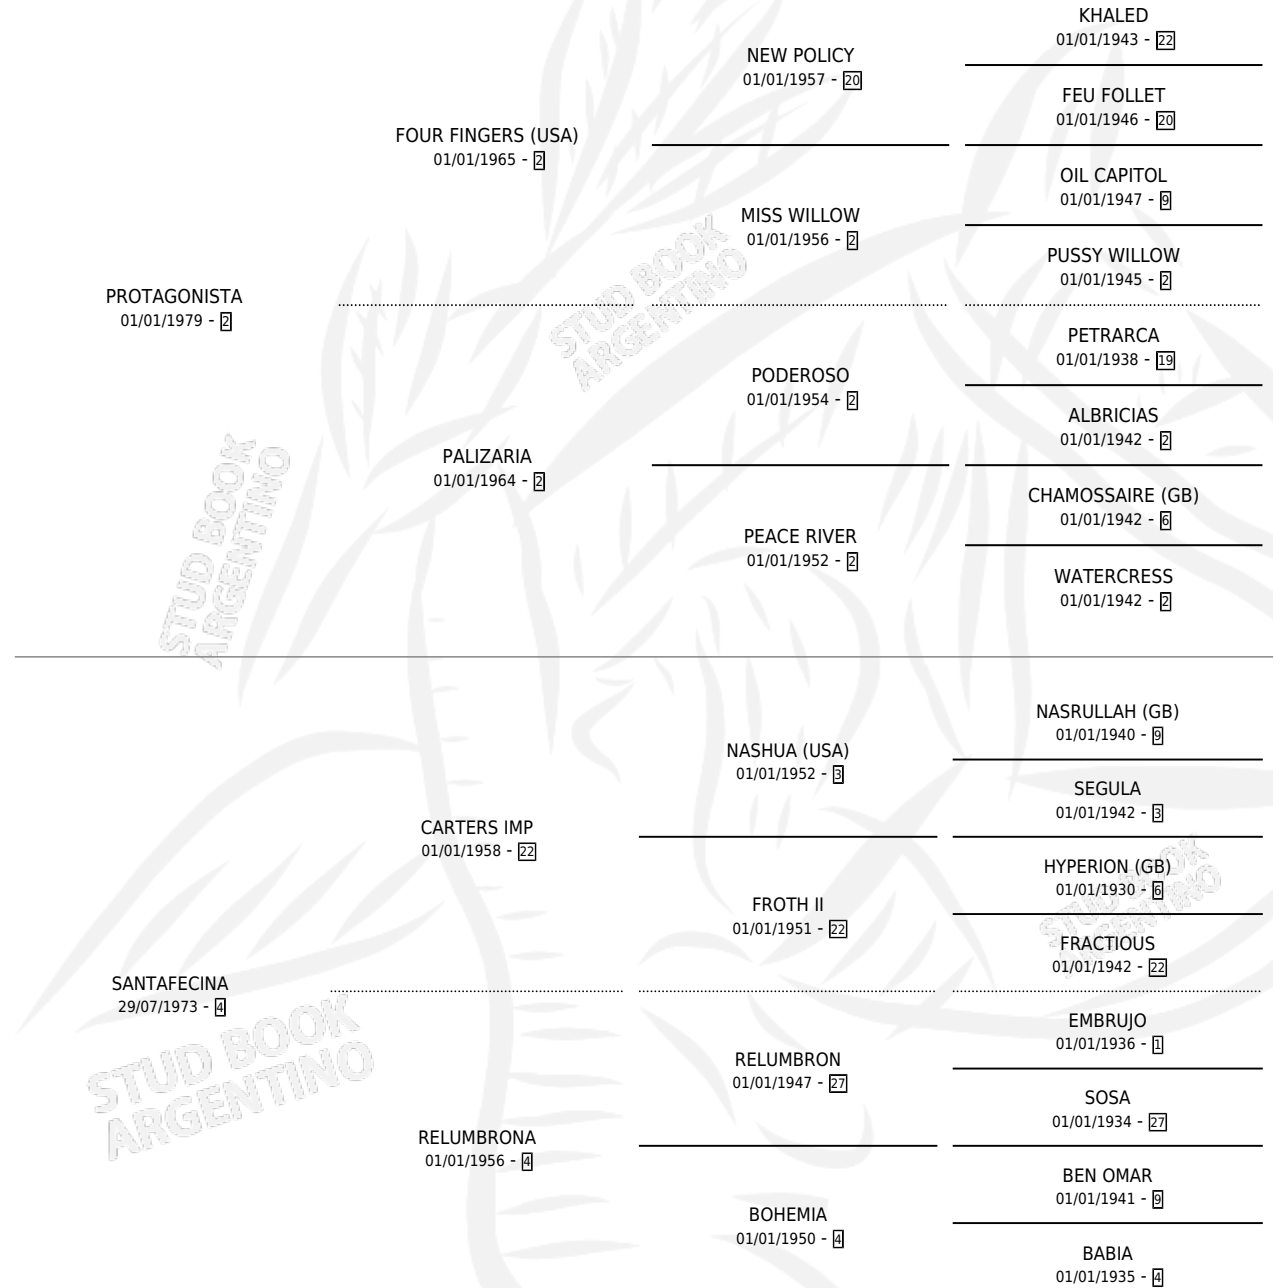 KHALED
01/01/1943 - 22
NEW POLICY
01/01/1957 - 20
FEU FOLLET
01/01/1946 - 20
FOUR FINGERS (USA)
01/01/1965 - 2
OIL CAPITOL
01/01/1947 - 9
MISS WILLOW
01/01/1956 - 2
PUSSY WILLOW
01/01/1945 - 2
PROTAGONISTA
01/01/1979 - 2
STUD BOOK
ARGENTINO
PETRARCA
01/01/1938 - 19
PODEROSO
01/01/1954 - 2
ALBRICIAS
01/01/1942 - 2
PALIZARIA
01/01/1964 - 2
CHAMOSSAIRE (GB)
01/01/1942 - 6
PEACE RIVER
01/01/1952 - 2
WATERCRESS
01/01/1942 - 2
STUD BOOK
ARGENTINO
NASRULLAH (GB)
01/01/1940 - 9
NASHUA (USA)
01/01/1952 - 3
SEGULA
01/01/1942 - 3
CARTERS IMP
01/01/1958 - 22
HYPERION (GB)
01/01/1930 - 6
FROTH II
01/01/1951 - 22
FRACTIOUS
01/01/1942 - 22
STUD BOOK
ARGENTINO
SANTAFECINA
29/07/1973 - 4
EMBRUJO
01/01/1936 - 1
RELUMBRON
01/01/1947 - 27
SOSA
01/01/1934 - 27
STUD BOOK
ARGENTINO
RELUMBRONA
01/01/1956 - 4
BEN OMAR
01/01/1941 - 9
BOHEMIA
01/01/1950 - 4
BABIA
01/01/1935 - 4